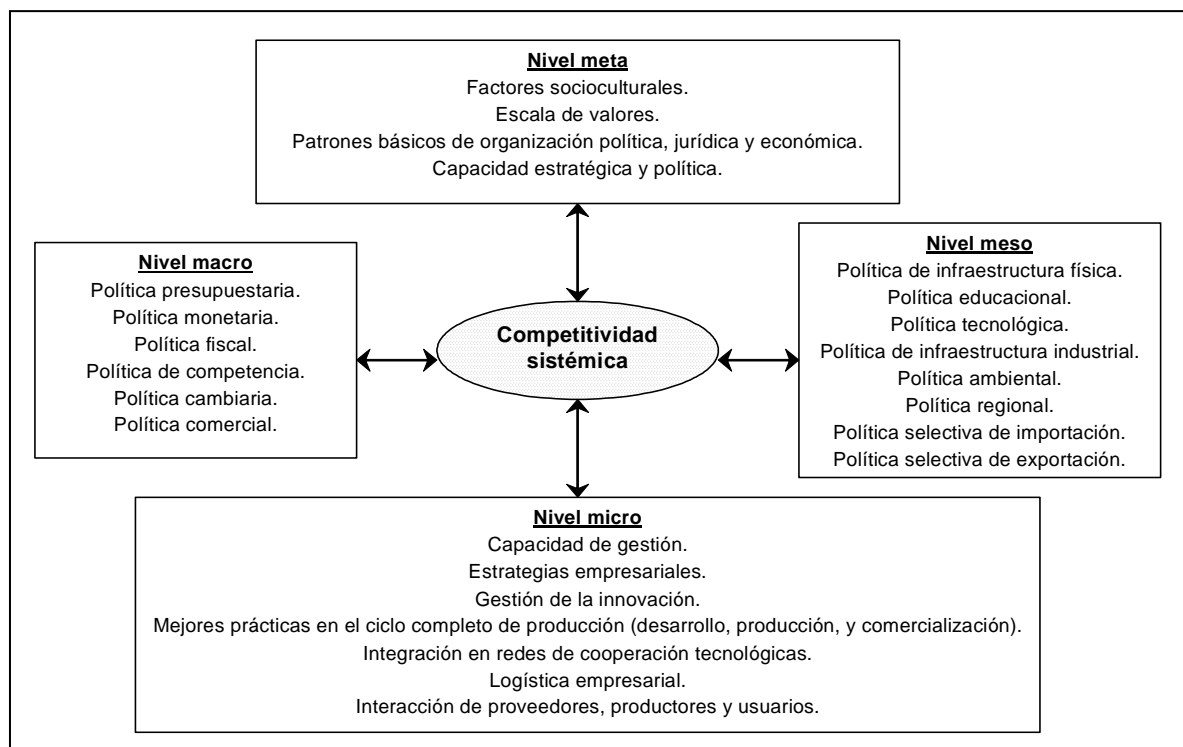 Nivel meta
Factores socioculturales.
Escala de valores.
Patrones básicos de organización política, jurídica y económica.
Capacidad estratégica y política.
Nivel macro
Política presupuestaria.
Política monetaria.
Política fiscal.
Política de competencia.
Política cambiaria.
Política comercial.
Competitividad
sistémica
Nivel meso
Política de infraestructura física.
Política educacional.
Política tecnológica.
Política de infraestructura industrial.
Política ambiental.
Política regional.
Política selectiva de importación.
Política selectiva de exportación.
Nivel micro
Capacidad de gestión.
Estrategias empresariales.
Gestión de la innovación.
Mejores prácticas en el ciclo completo de producción (desarrollo, producción, y comercialización).
Integración en redes de cooperación tecnológicas.
Logística empresarial.
Interacción de proveedores, productores y usuarios.